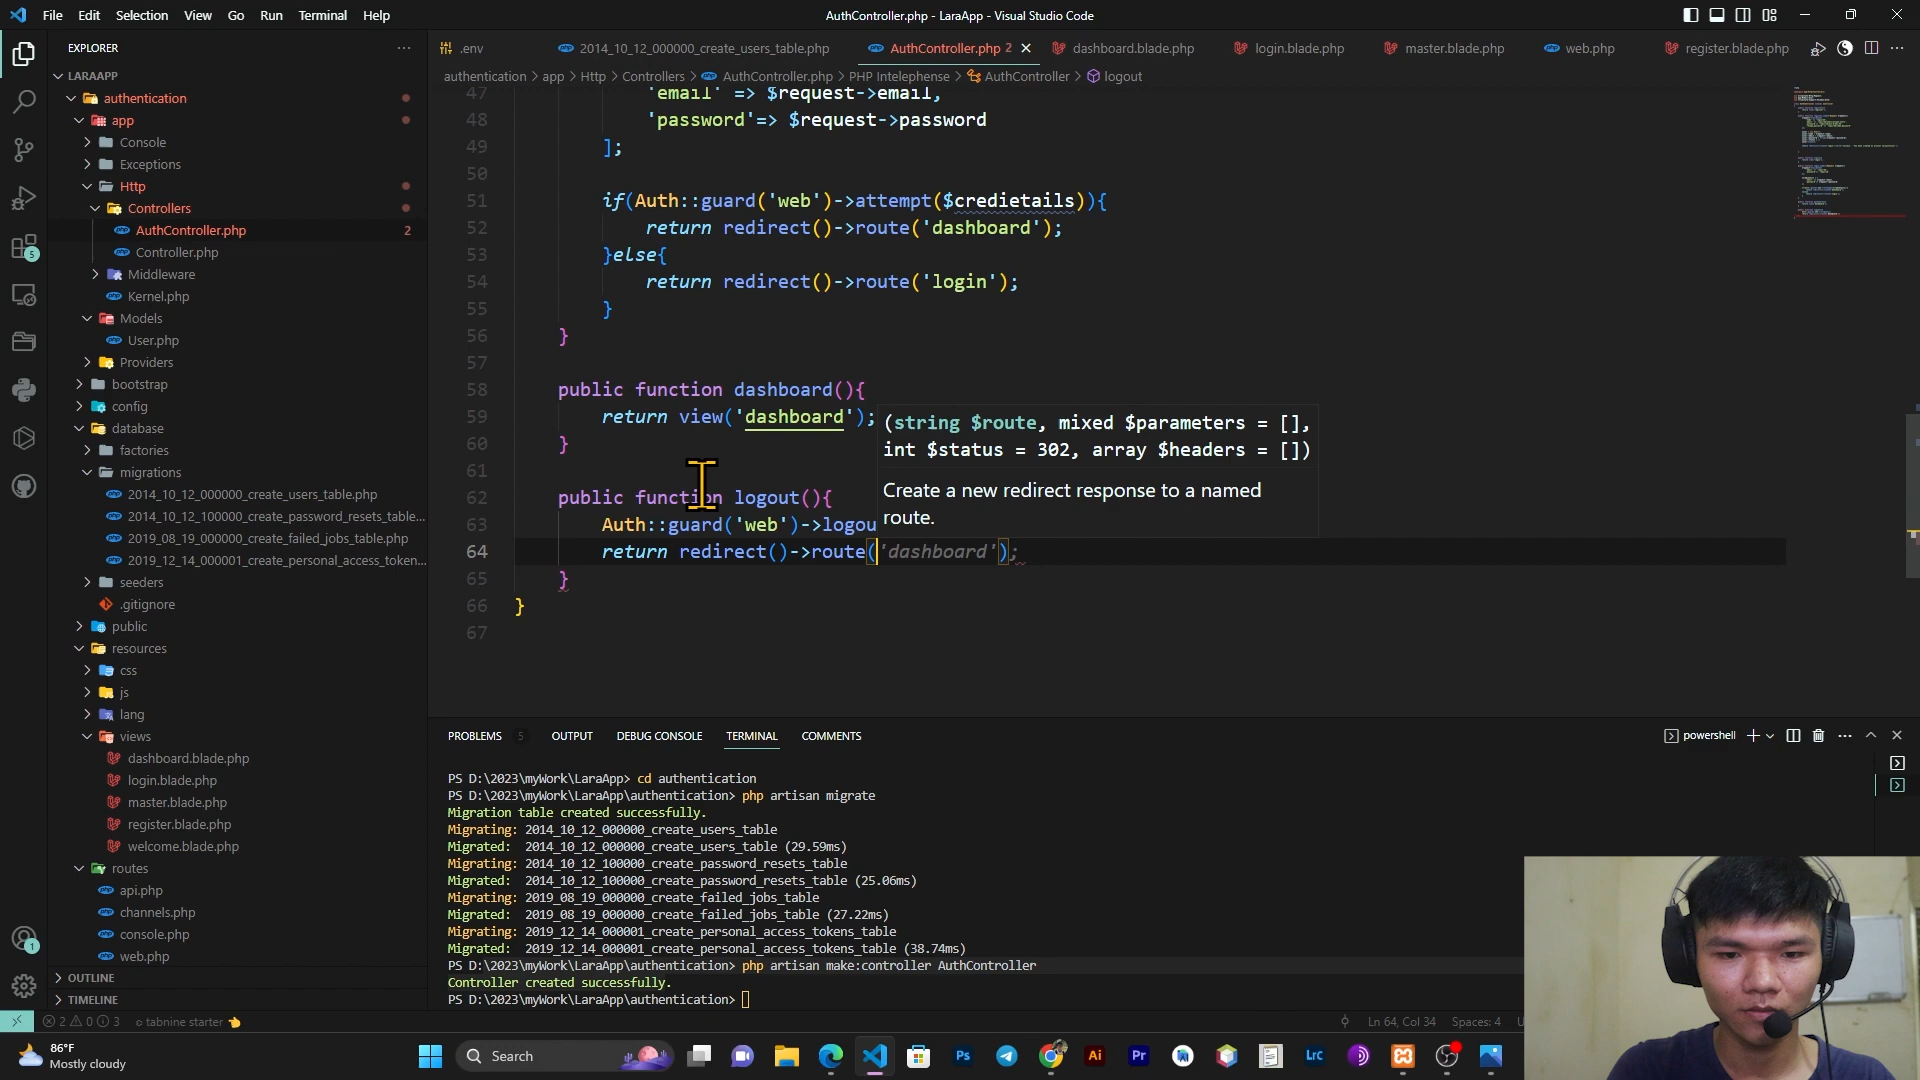 File Edit Selection View Go Run Terminal Help
AuthController.php - LaraApp - Visual Studio Code
EXPLORER
.env 2014_10_12_000000_create_users_table.php AuthController.php 2 dashboard.blade.php login.blade.php master.blade.php web.php register.blade.php
authentication > app > Http > Controllers > AuthController.php > PHP Intelephense > AuthController > logout
LARAAPP
authentication
app
Console
Exceptions
Http
Controllers
AuthController.php 2
Controller.php
Middleware
Kernel.php
Models
User.php
Providers
bootstrap
config
database
factories
migrations
2014_10_12_000000_create_users_table.php
2014_10_12_100000_create_password_resets_table...
2019_08_19_000000_create_failed_jobs_table.php
2019_12_14_000001_create_personal_access_token...
seeders
.gitignore
public
resources
css
js
lang
views
dashboard.blade.php
login.blade.php
master.blade.php
register.blade.php
welcome.blade.php
routes
api.php
channels.php
console.php
web.php
OUTLINE
TIMELINE
47 'email' => $request->email,
48 'password'=> $request->password
49 ];
50
51 if(Auth::guard('web')->attempt($credietails)){
52 return redirect()->route('dashboard');
53 }else{
54 return redirect()->route('login');
55 }
56 }
57
58 public function dashboard(){
59 return view('dashboard');
60 }
61
62 public function logout(){
63 Auth::guard('web')->logou
64 return redirect()->route('dashboard');
65 }
66 }
67
(string $route, mixed $parameters = [],
int $status = 302, array $headers = [])
Create a new redirect response to a named
route.
PROBLEMS 5 OUTPUT DEBUG CONSOLE TERMINAL COMMENTS
powershell
PS D:\2023\myWork\LaraApp> cd authentication
PS D:\2023\myWork\LaraApp\authentication> php artisan migrate
Migration table created successfully.
Migrating: 2014_10_12_000000_create_users_table
Migrated: 2014_10_12_000000_create_users_table (29.59ms)
Migrating: 2014_10_12_100000_create_password_resets_table
Migrated: 2014_10_12_100000_create_password_resets_table (25.06ms)
Migrating: 2019_08_19_000000_create_failed_jobs_table
Migrated: 2019_08_19_000000_create_failed_jobs_table (27.22ms)
Migrating: 2019_12_14_000001_create_personal_access_tokens_table
Migrated: 2019_12_14_000001_create_personal_access_tokens_table (38.74ms)
PS D:\2023\myWork\LaraApp\authentication> php artisan make:controller AuthController
Controller created successfully.
PS D:\2023\myWork\LaraApp\authentication>
5
1
2 0 3 tabnine starter
Ln 64, Col 34 Spaces: 4 U
86°F
Mostly cloudy
Search
Ps
Ai
Pr
Lrc